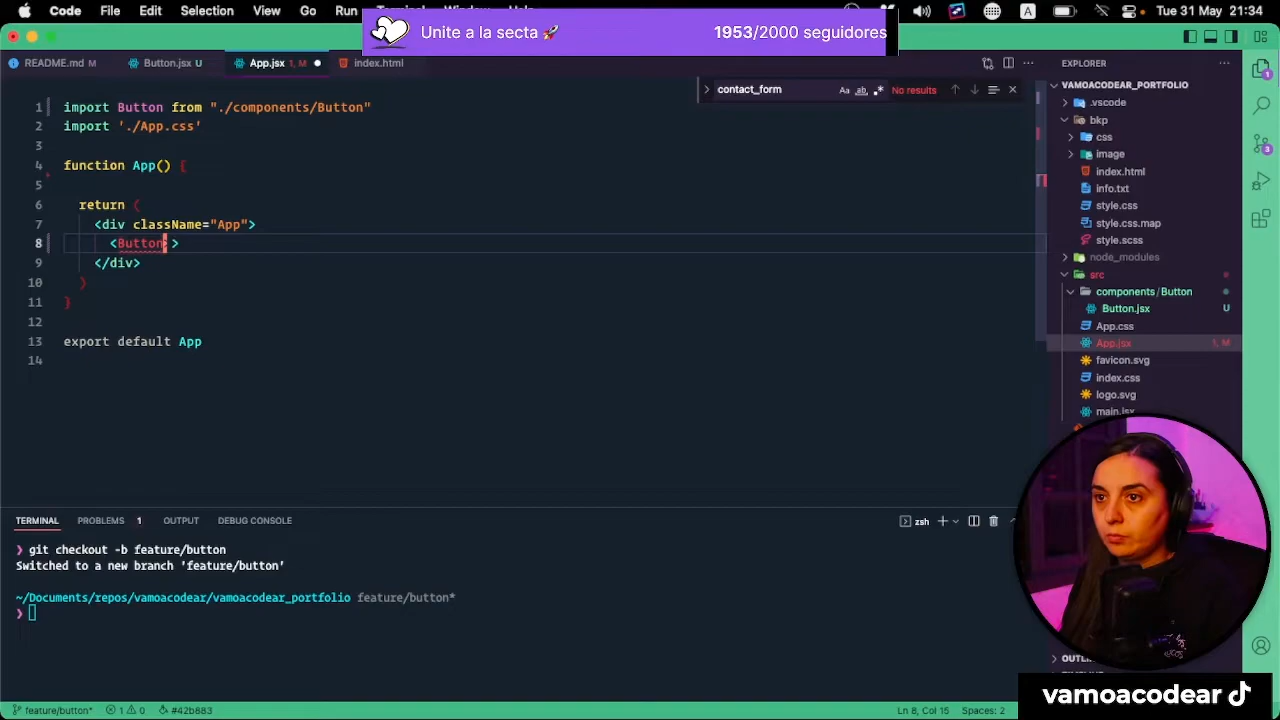 Code File Edit Selection View Go Run Terminal Window Help
A Tue 31 May 21:34
Unite a la secta 🚀 1953/2000 seguidores
README.md M Button.jsx U App.jsx 1, M index.html
EXPLORER
contact_form Aa ab No results
VAMOACODEAR_PORTFOLIO
.vscode
bkp
css
image
index.html
info.txt
style.css
style.css.map
style.scss
node_modules
src
components/Button
Button.jsx U
App.css
App.jsx 1, M
favicon.svg
index.css
logo.svg
main.jsx
1 import Button from "./components/Button"
2 import './App.css'
3
4 function App() {
5
6 return (
7 <div className="App">
8 <Button> >
9 </div>
10 )
11 }
12
13 export default App
14
TERMINAL PROBLEMS 1 OUTPUT DEBUG CONSOLE
zsh
❯ git checkout -b feature/button
Switched to a new branch 'feature/button'
~/Documents/repos/vamoacodear/vamoacodear_portfolio feature/button*
❯
vamoacodear
feature/button* 1 0 #42b883
Ln 8, Col 15 Spaces: 2